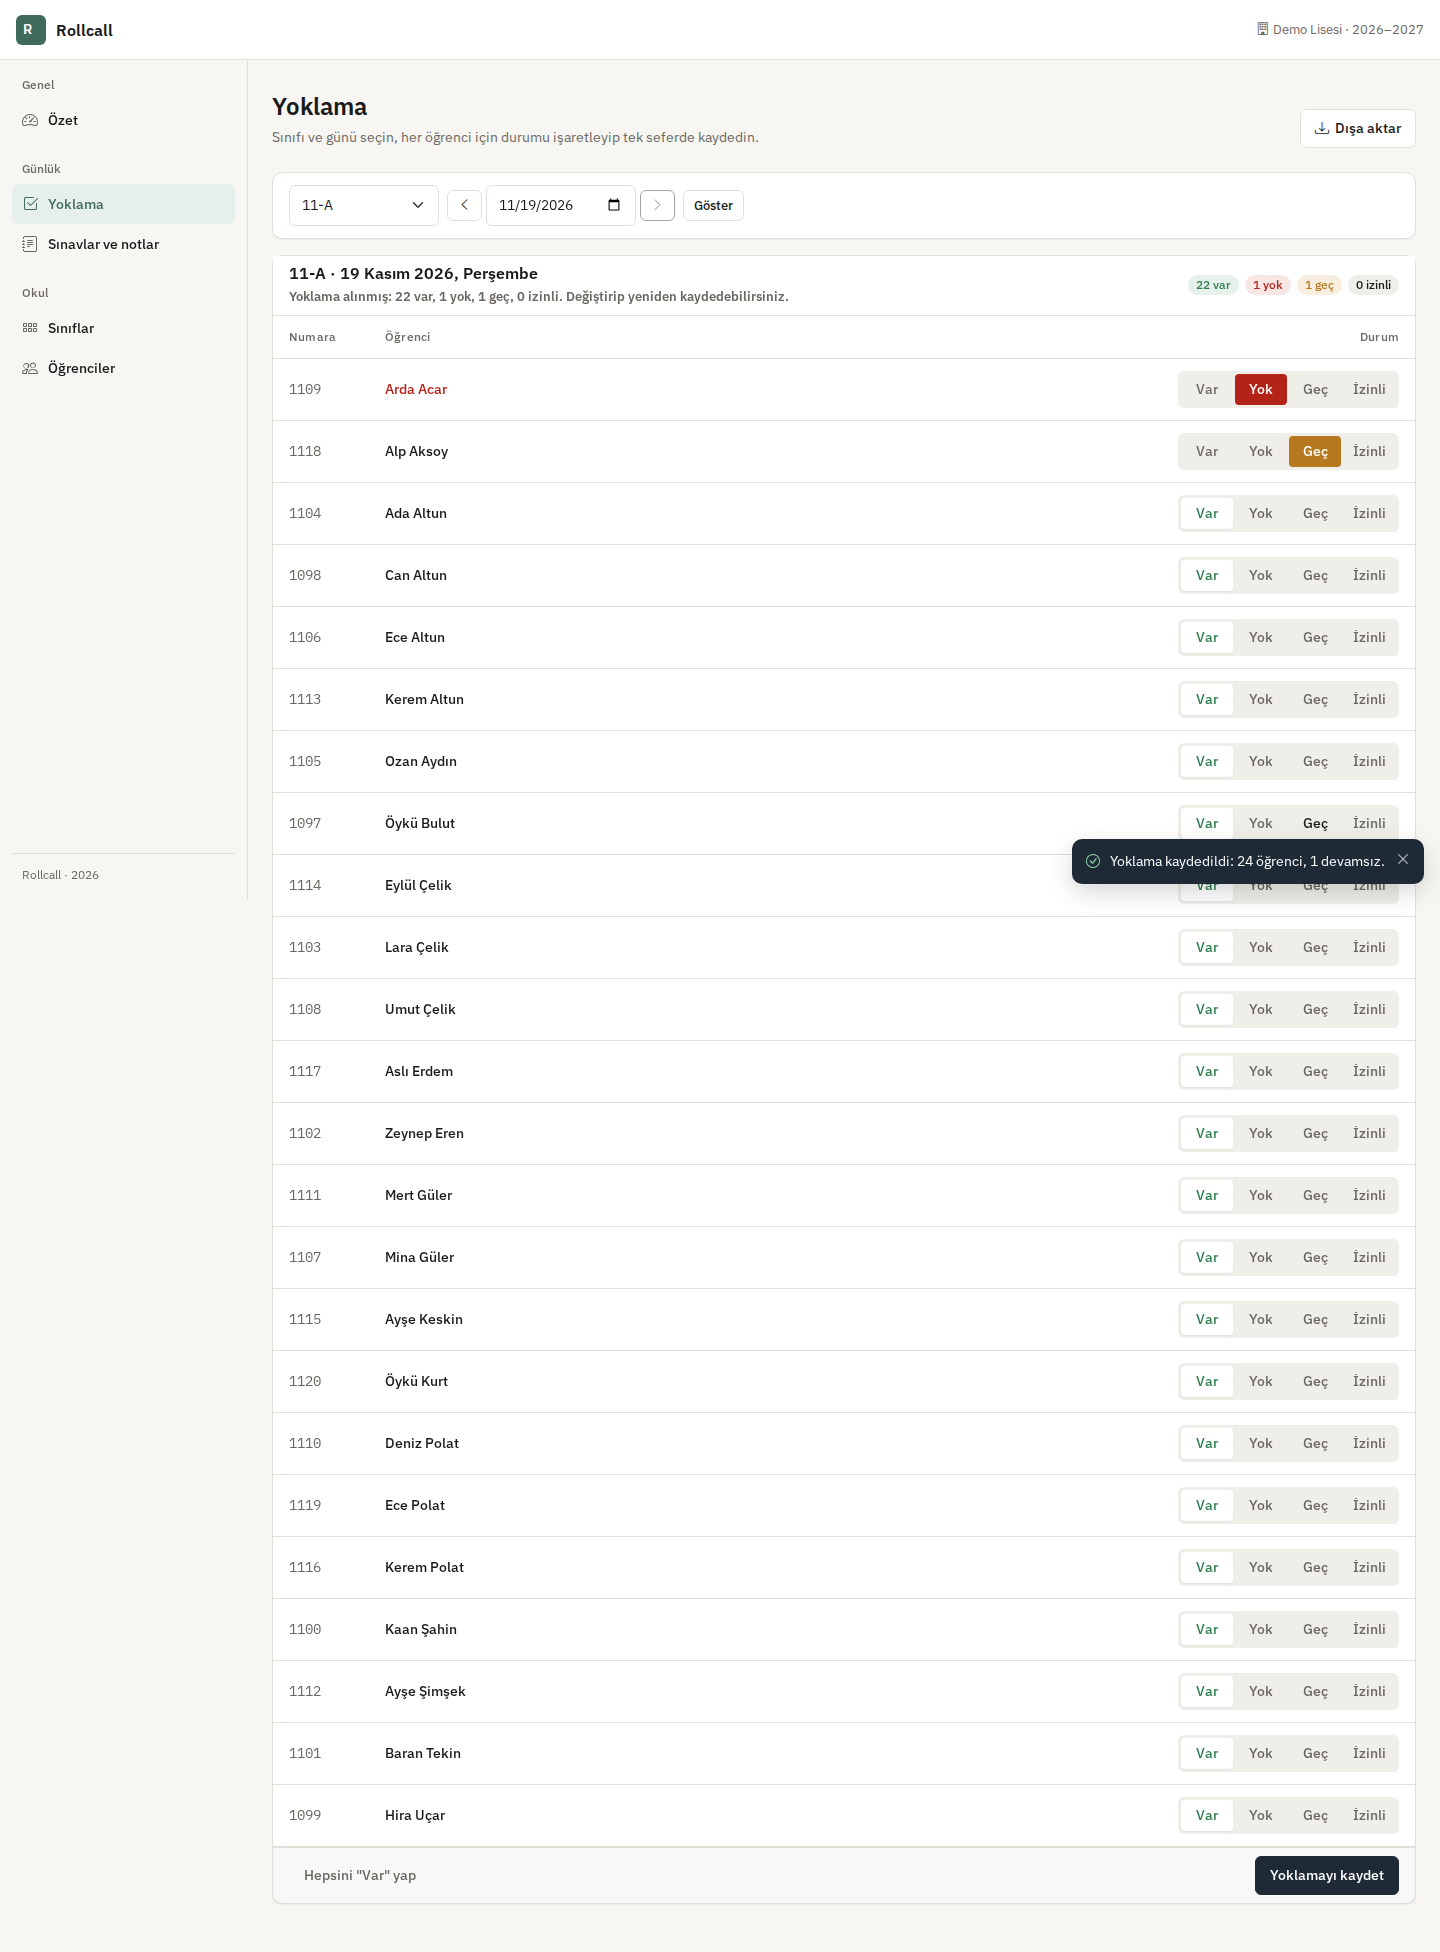 R Rollcall
Demo Lisesi · 2026–2027
Genel
Özet
Günlük
Yoklama
Sınavlar ve notlar
Okul
Sınıflar
Öğrenciler
Rollcall · 2026
Yoklama
Sınıfı ve günü seçin, her öğrenci için durumu işaretleyip tek seferde kaydedin.
Dışa aktar
11-A 11/19/2026 Göster
11-A · 19 Kasım 2026, Perşembe
Yoklama alınmış: 22 var, 1 yok, 1 geç, 0 izinli. Değiştirip yeniden kaydedebilirsiniz.
22 var 1 yok 1 geç 0 izinli
Numara Öğrenci Durum
1109 Arda Acar Var Yok Geç İzinli
1118 Alp Aksoy Var Yok Geç İzinli
1104 Ada Altun Var Yok Geç İzinli
1098 Can Altun Var Yok Geç İzinli
1106 Ece Altun Var Yok Geç İzinli
1113 Kerem Altun Var Yok Geç İzinli
1105 Ozan Aydın Var Yok Geç İzinli
1097 Öykü Bulut Var Yok Geç İzinli
Yoklama kaydedildi: 24 öğrenci, 1 devamsız.
1114 Eylül Çelik Var Yok Geç İzinli
1103 Lara Çelik Var Yok Geç İzinli
1108 Umut Çelik Var Yok Geç İzinli
1117 Aslı Erdem Var Yok Geç İzinli
1102 Zeynep Eren Var Yok Geç İzinli
1111 Mert Güler Var Yok Geç İzinli
1107 Mina Güler Var Yok Geç İzinli
1115 Ayşe Keskin Var Yok Geç İzinli
1120 Öykü Kurt Var Yok Geç İzinli
1110 Deniz Polat Var Yok Geç İzinli
1119 Ece Polat Var Yok Geç İzinli
1116 Kerem Polat Var Yok Geç İzinli
1100 Kaan Şahin Var Yok Geç İzinli
1112 Ayşe Şimşek Var Yok Geç İzinli
1101 Baran Tekin Var Yok Geç İzinli
1099 Hira Uçar Var Yok Geç İzinli
Hepsini "Var" yap
Yoklamayı kaydet